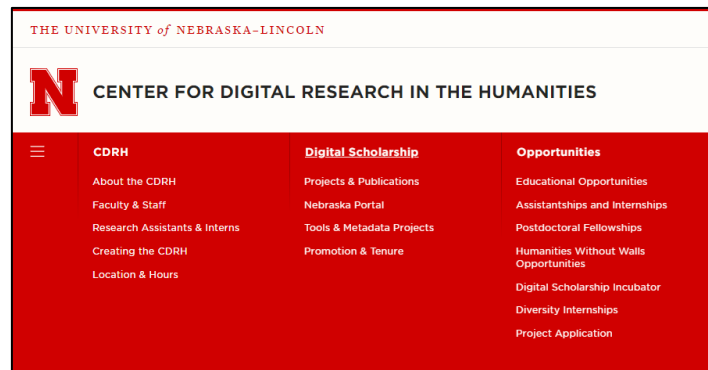 THE UNIVERSITY of NEBRASKA–LINCOLN
N
CENTER FOR DIGITAL RESEARCH IN THE HUMANITIES
CDRH
About the CDRH
Faculty & Staff
Research Assistants & Interns
Creating the CDRH
Location & Hours
Digital Scholarship
Projects & Publications
Nebraska Portal
Tools & Metadata Projects
Promotion & Tenure
Opportunities
Educational Opportunities
Assistantships and Internships
Postdoctoral Fellowships
Humanities Without Walls
Opportunities
Digital Scholarship Incubator
Diversity Internships
Project Application